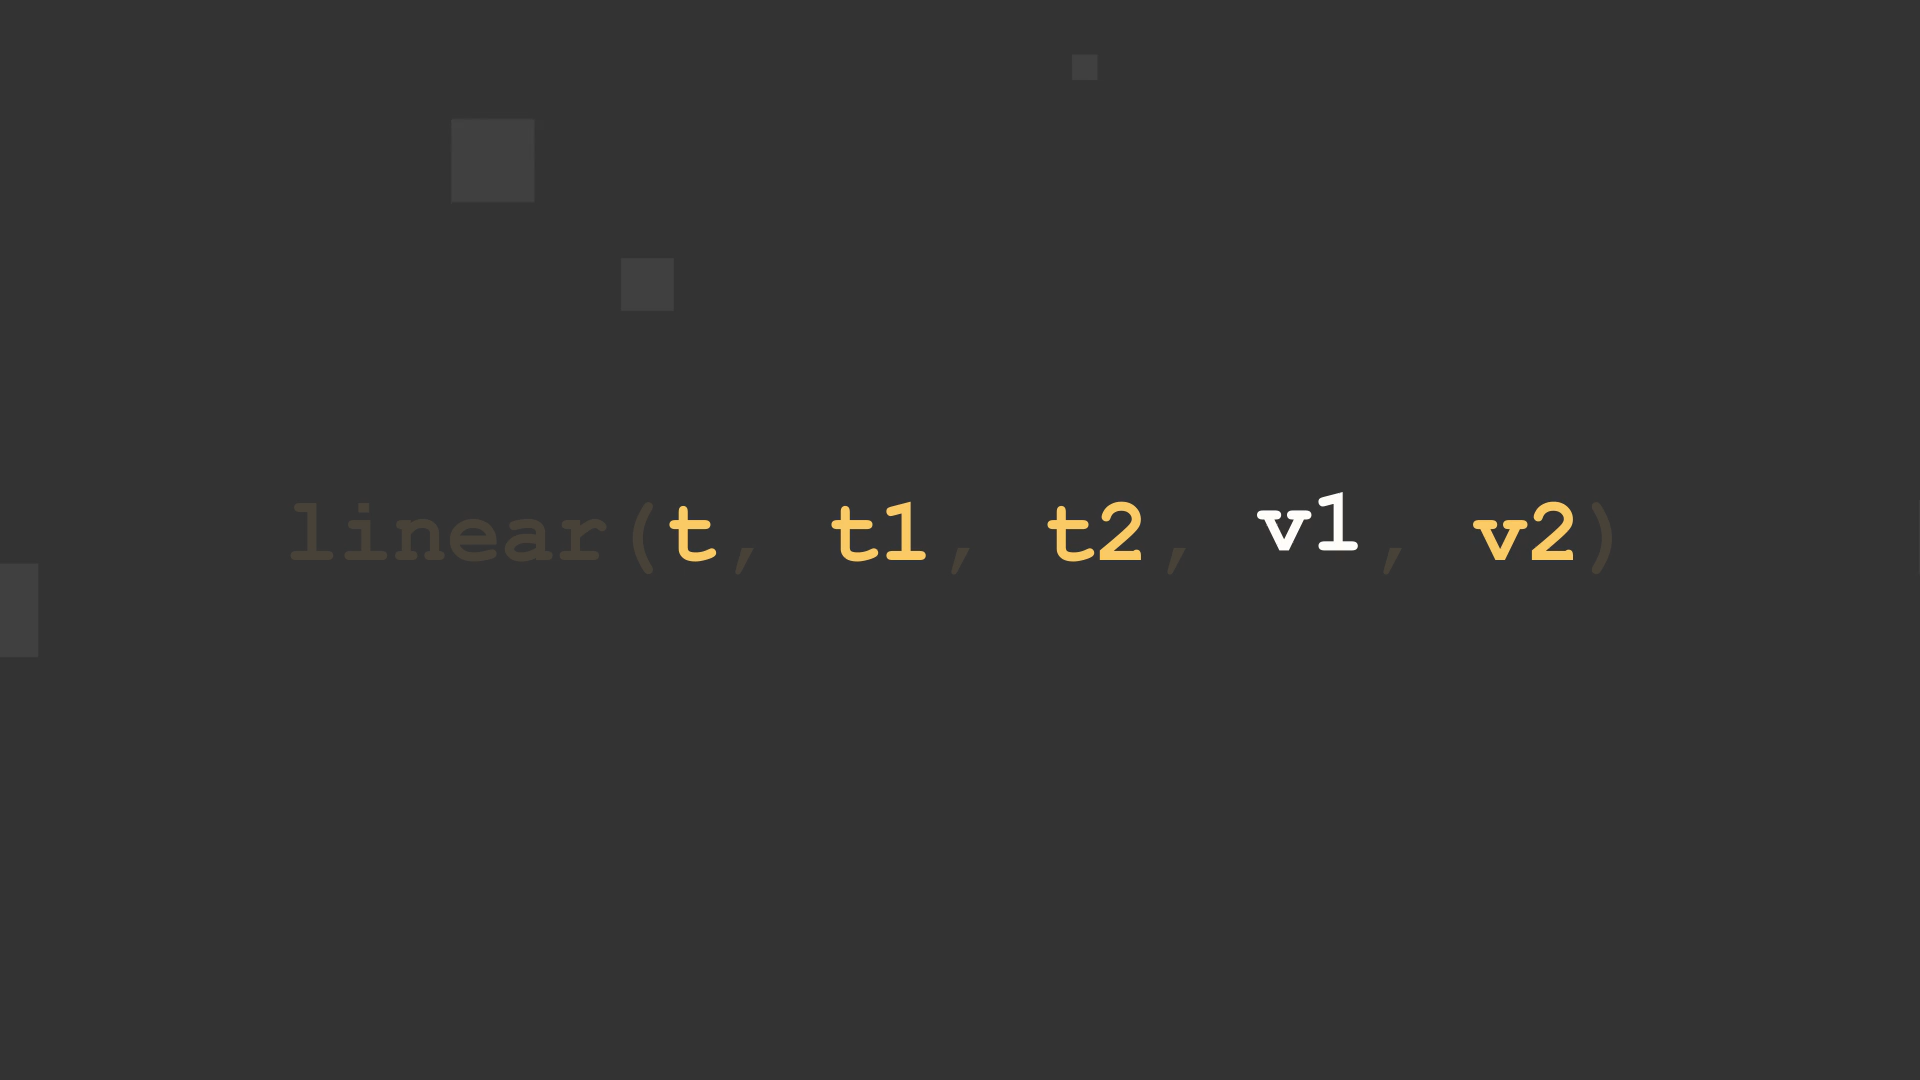 linear(t, t1, t2, v1, v2)